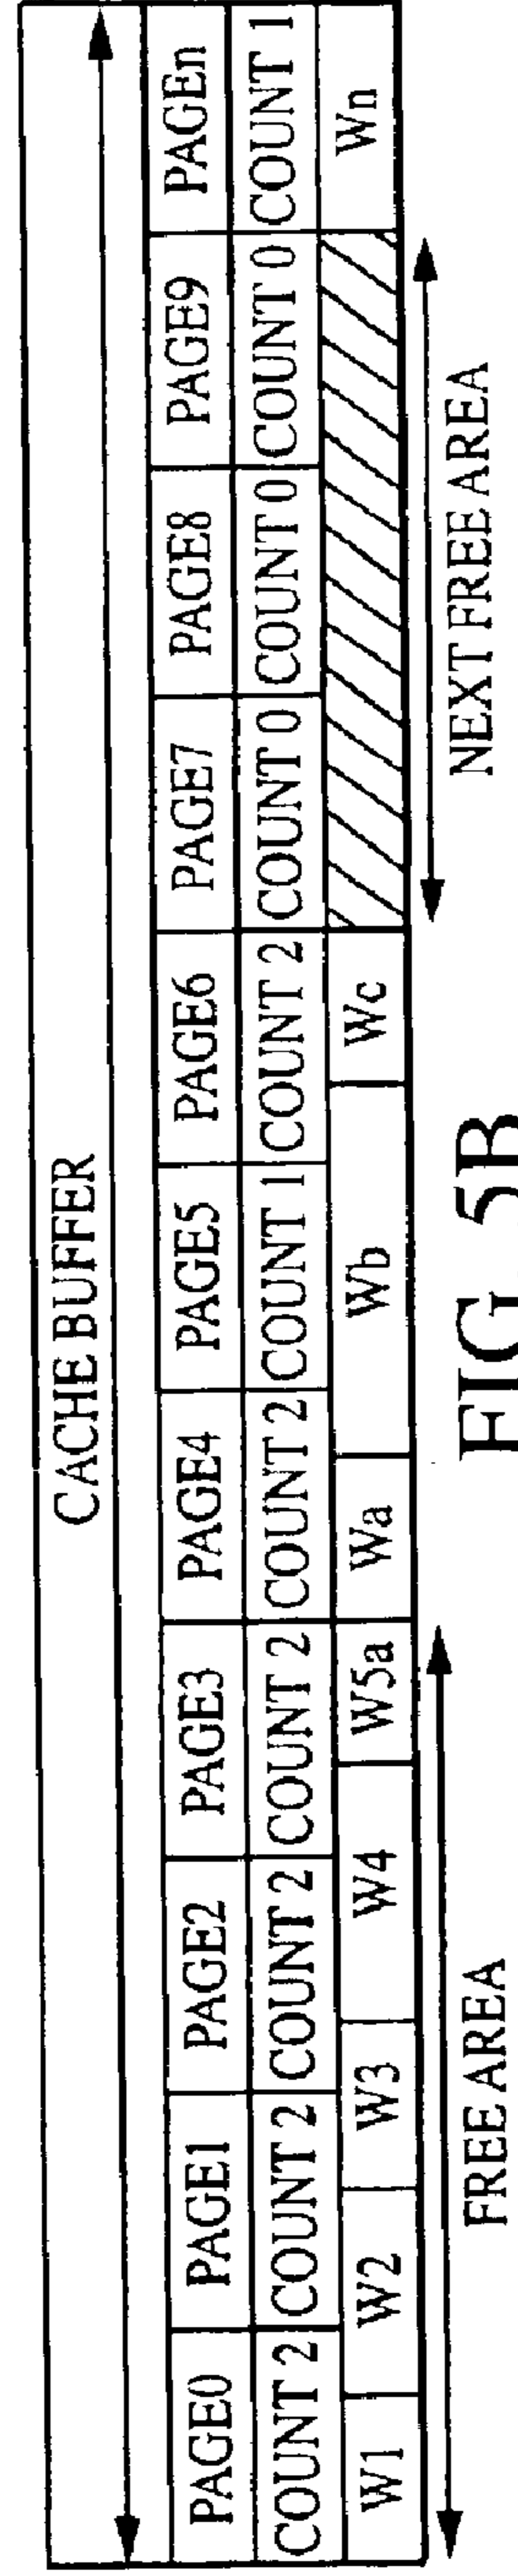 CACHE BUFFER
PAGE0 PAGE1 PAGE2 PAGE3 PAGE4 PAGE5 PAGE6 PAGE7 PAGE8 PAGE9 PAGEn
COUNT 2 COUNT 2 COUNT 2 COUNT 2 COUNT 2 COUNT 1 COUNT 2 COUNT 0 COUNT 0 COUNT 0 COUNT 1
W1 W2 W3 W4 W5a Wa Wb Wc Wn
FREE AREA NEXT FREE AREA
FIG. 5B